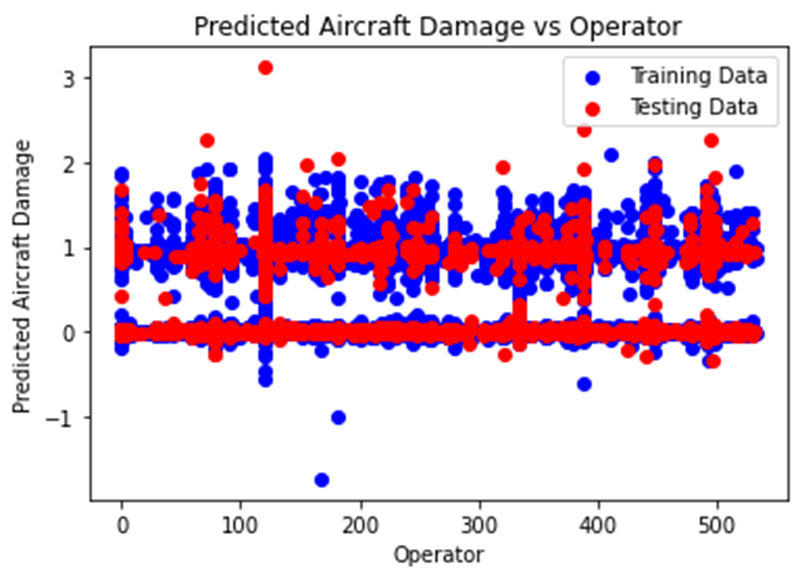 Predicted Aircraft Damage vs Operator
Training Data
Testing Data
Predicted Aircraft Damage
3
2
1
0
−1
0 100 200 300 400 500
Operator